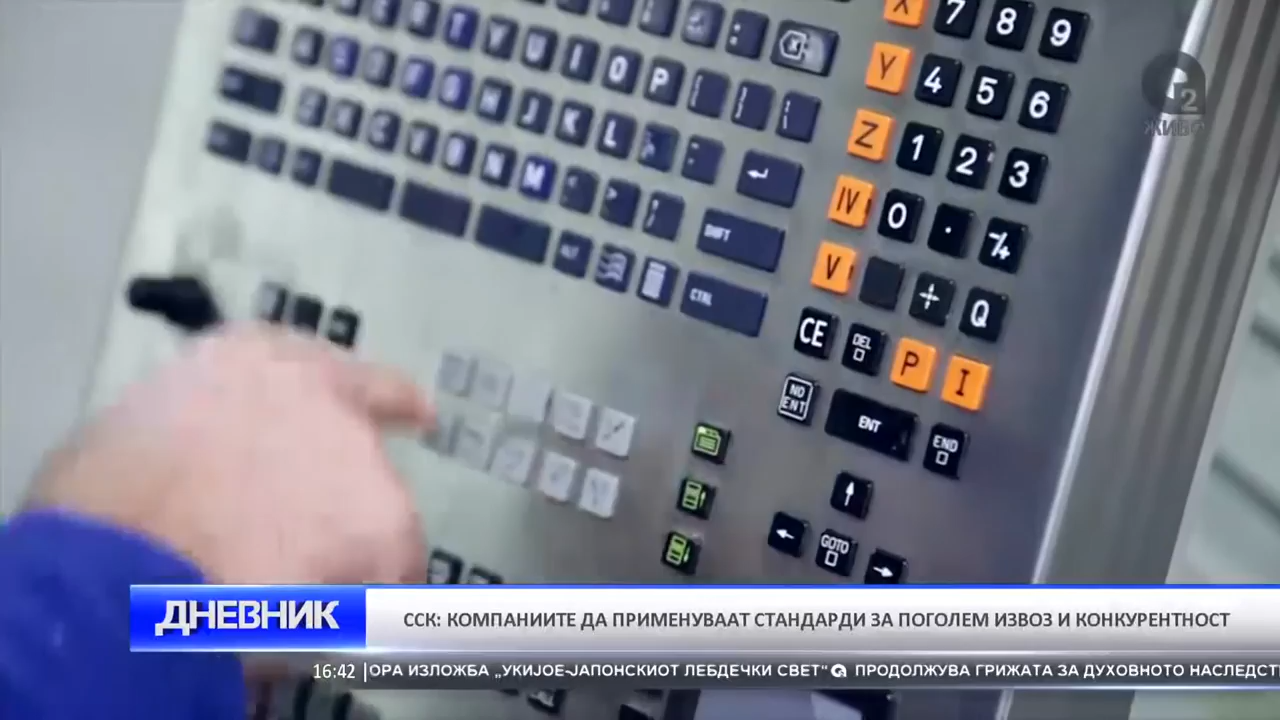 X 7 8 9
T Y U I O P
Y 4 5 6
H J K L
Z 1 2 3
V B N M
IV 0 . 7/4
SHIFT
ALT
V
Q
CTRL
CE DEL P I
NO ENT ENT END
GOTO
2
ЖИВО
ДНЕВНИК
ССК: КОМПАНИИТЕ ДА ПРИМЕНУВААТ СТАНДАРДИ ЗА ПОГОЛЕМ ИЗВОЗ И КОНКУРЕНТНОСТ
16:42 ОРА ИЗЛОЖБА „УКИЈОЕ-ЈАПОНСКИОТ ЛЕБДЕЧКИ СВЕТ“ ПРОДОЛЖУВА ГРИЖАТА ЗА ДУХОВНОТО НАСЛЕДСТ